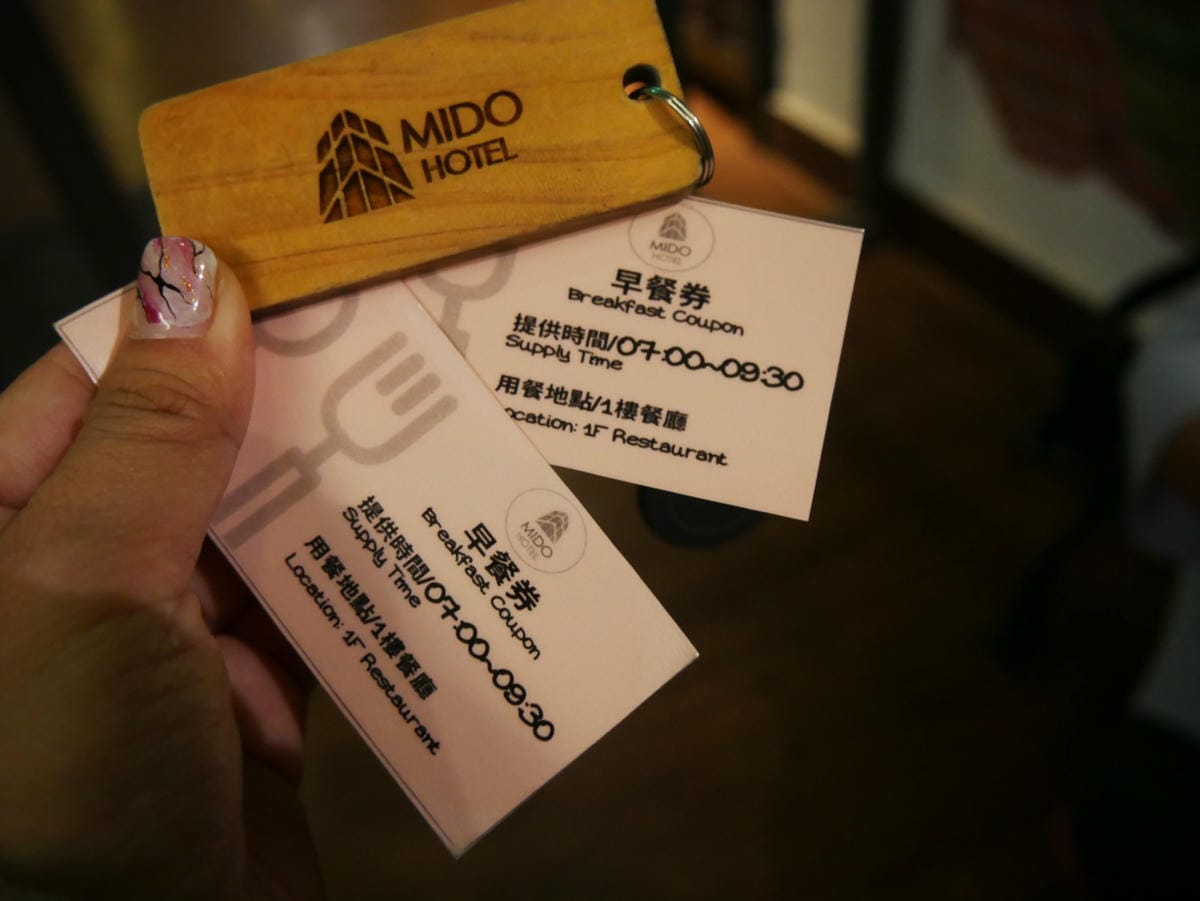 MIDO
HOTEL
MIDO
HOTEL
早餐券
Breakfast Coupon
提供時間/07:00~09:30
Supply Time
用餐地點/1樓餐廳
ocation: 1F Restaurant
MIDO
HOTEL
早餐券
Breakfast Coupon
提供時間/07:00~09:30
Supply Time
用餐地點/1樓餐廳
Location: 1F Restaurant